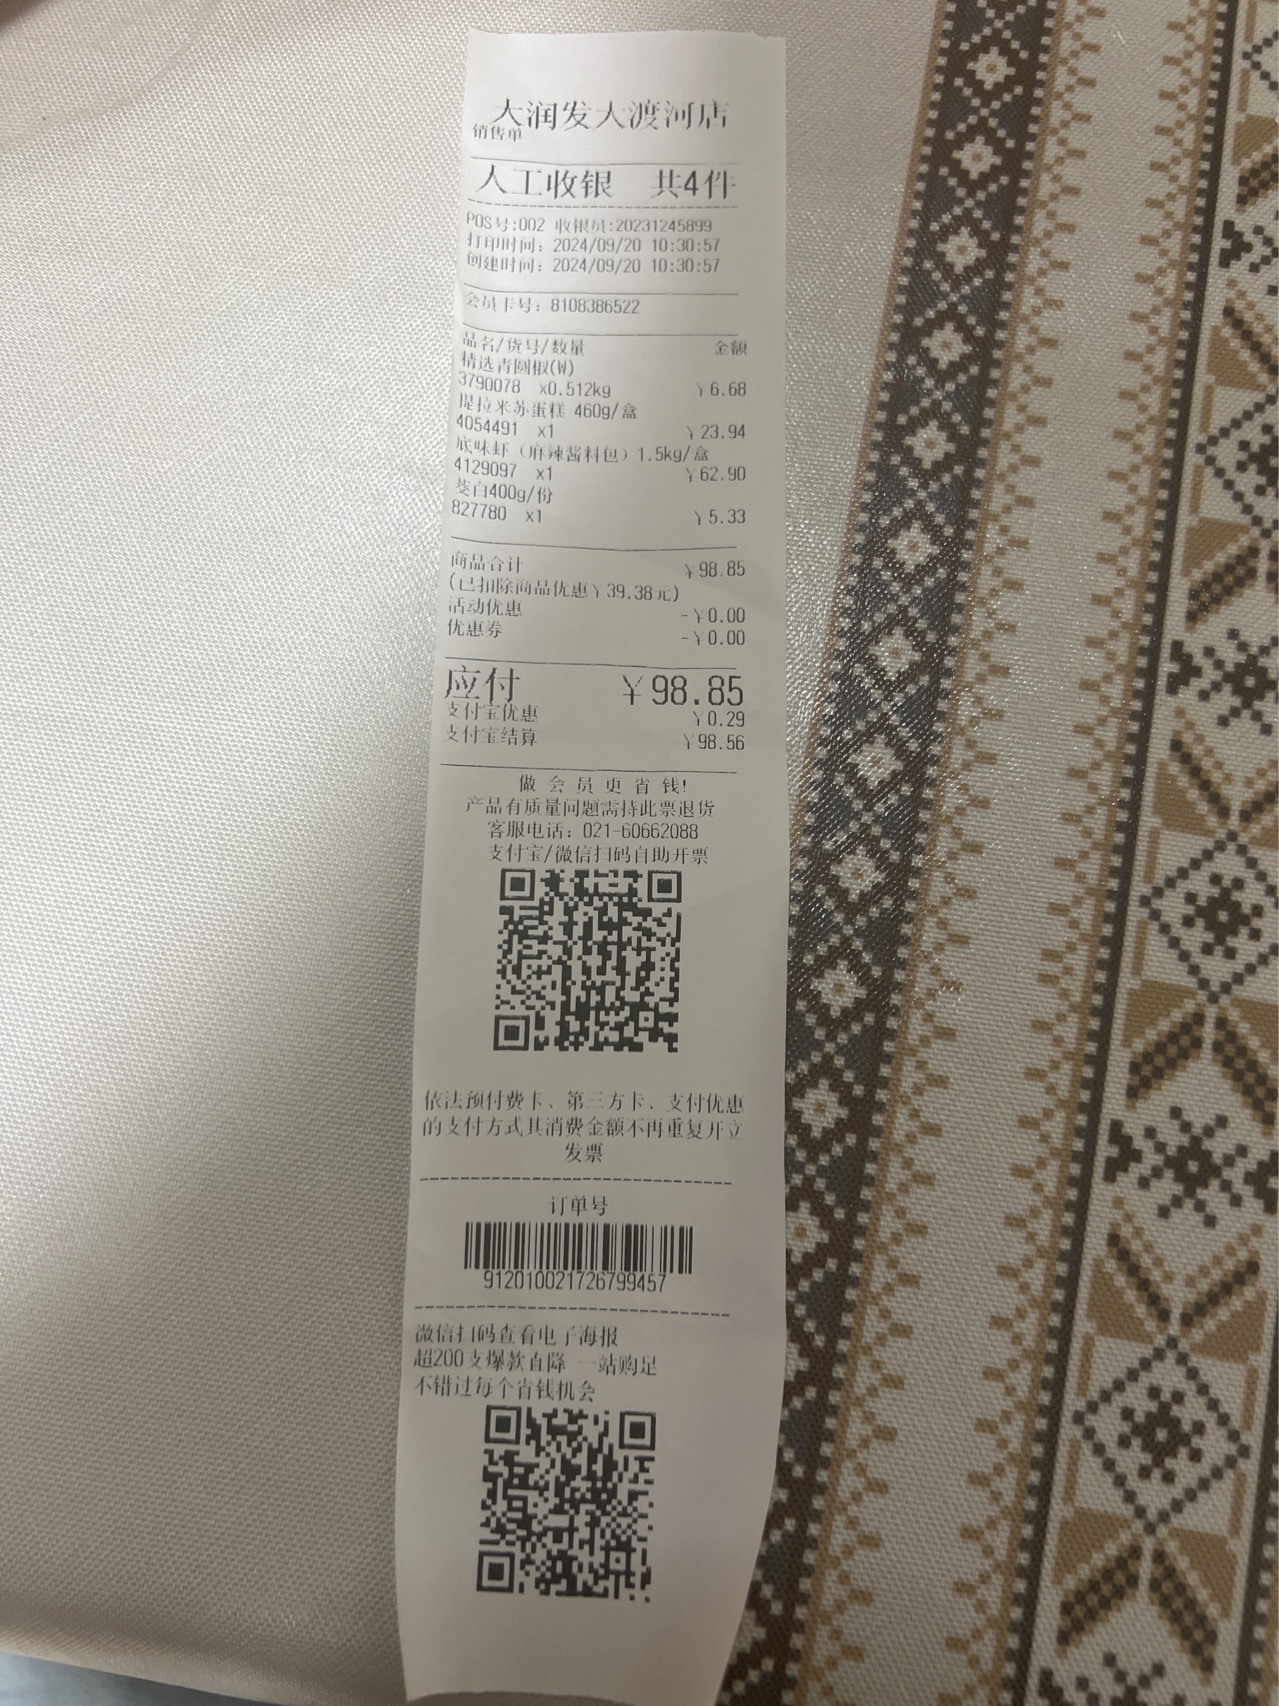 大润发大渡河店
销售单
人工收银 共4件
POS号:002 收银员:20231245899
打印时间: 2024/09/20 10:30:57
创建时间: 2024/09/20 10:30:57
会员卡号: 8108386522
品名/货号/数量 金额
精选青圆椒(W)
3790078 x0.512kg ￥6.68
提拉米苏蛋糕 460g/盒
4054491 x1 ￥23.94
底味虾（麻辣酱料包）1.5kg/盒
4129097 x1 ￥62.90
茭白400g/份
827780 x1 ￥5.33
商品合计 ￥98.85
(已扣除商品优惠￥39.38元)
活动优惠 -￥0.00
优惠券 -￥0.00
应付 ￥98.85
支付宝优惠 ￥0.29
支付宝结算 ￥98.56
做 会 员 更 省 钱!
产品有质量问题需持此票退货
客服电话: 021-60662088
支付宝/微信扫码自助开票
依法预付费卡、第三方卡、支付优惠
的支付方式其消费金额不再重复开立
发票
订单号
912010021726799457
微信扫码查看电子海报
超200支爆款直降 一站购足
不错过每个省钱机会